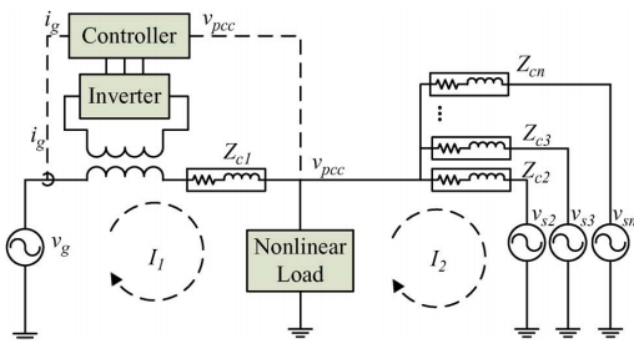 i_g
Controller
v_pcc
Inverter
i_g
Z_c1
v_pcc
Z_cn
⋮
Z_c3
Z_c2
v_s2
v_s3
v_sn
v_g
I_1
Nonlinear
Load
I_2